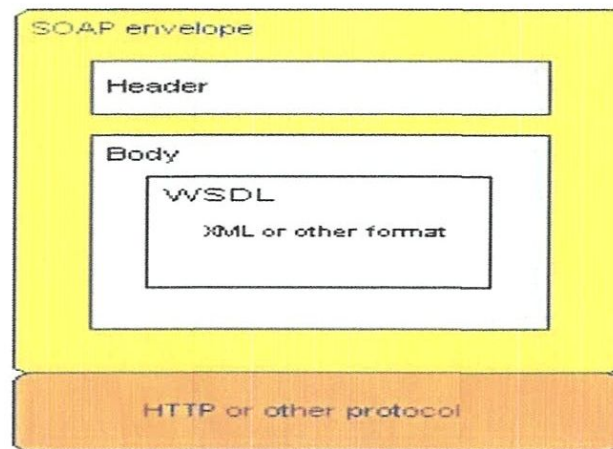 SOAP envelope
Header
Body
WSDL
XML or other format
HTTP or other protocol